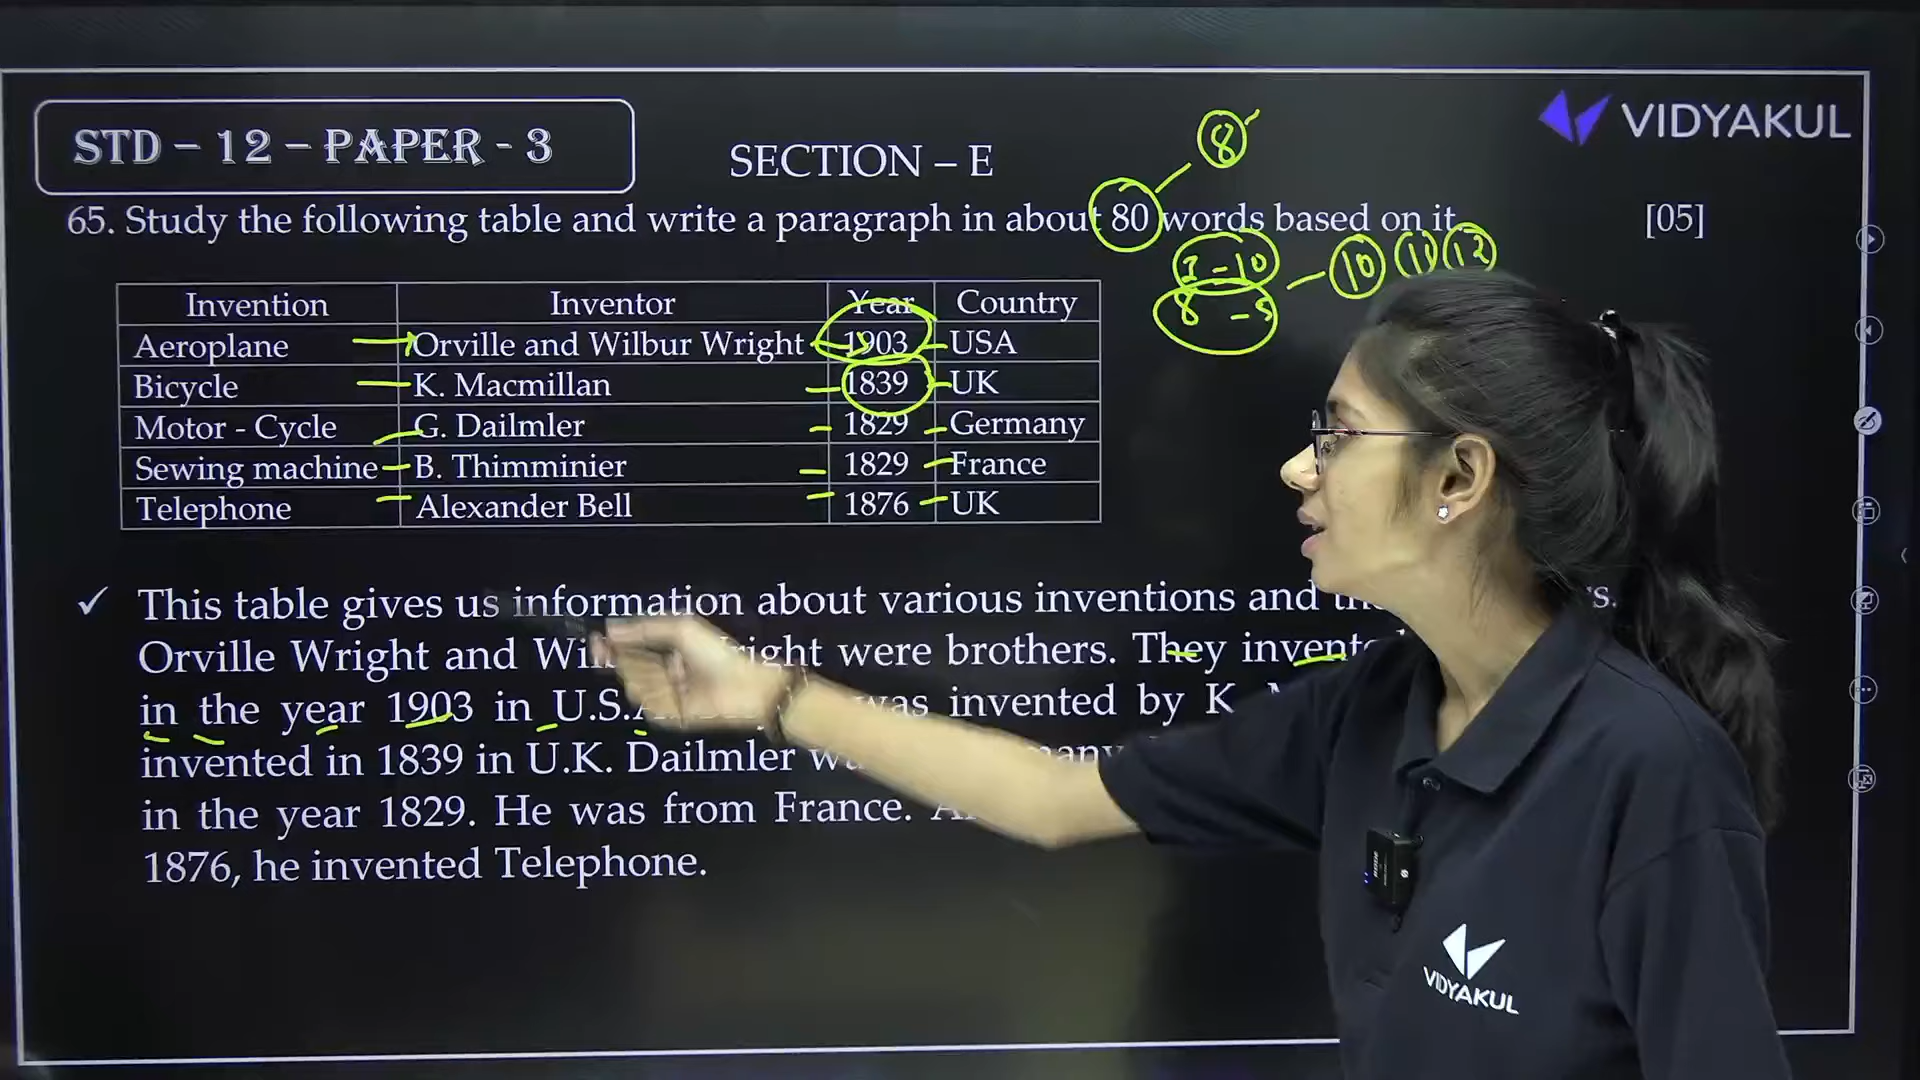 STD – 12 – PAPER - 3
SECTION – E
VIDYAKUL
8
65. Study the following table and write a paragraph in about 80 words based on it. [05]
10 11 12
Invention Inventor Year Country
Aeroplane Orville and Wilbur Wright 1903 USA
Bicycle K. Macmillan 1839 UK
Motor - Cycle G. Dailmler 1829 Germany
Sewing machine B. Thimminier 1829 France
Telephone Alexander Bell 1876 UK
✓ This table gives us information about various inventions and
Orville Wright and were brothers. They
in the year 1903 in was invented by K.
invented in 1839 in U.K. Dailmler
in the year 1829. He was from France.
1876, he invented Telephone.
VIDYAKUL